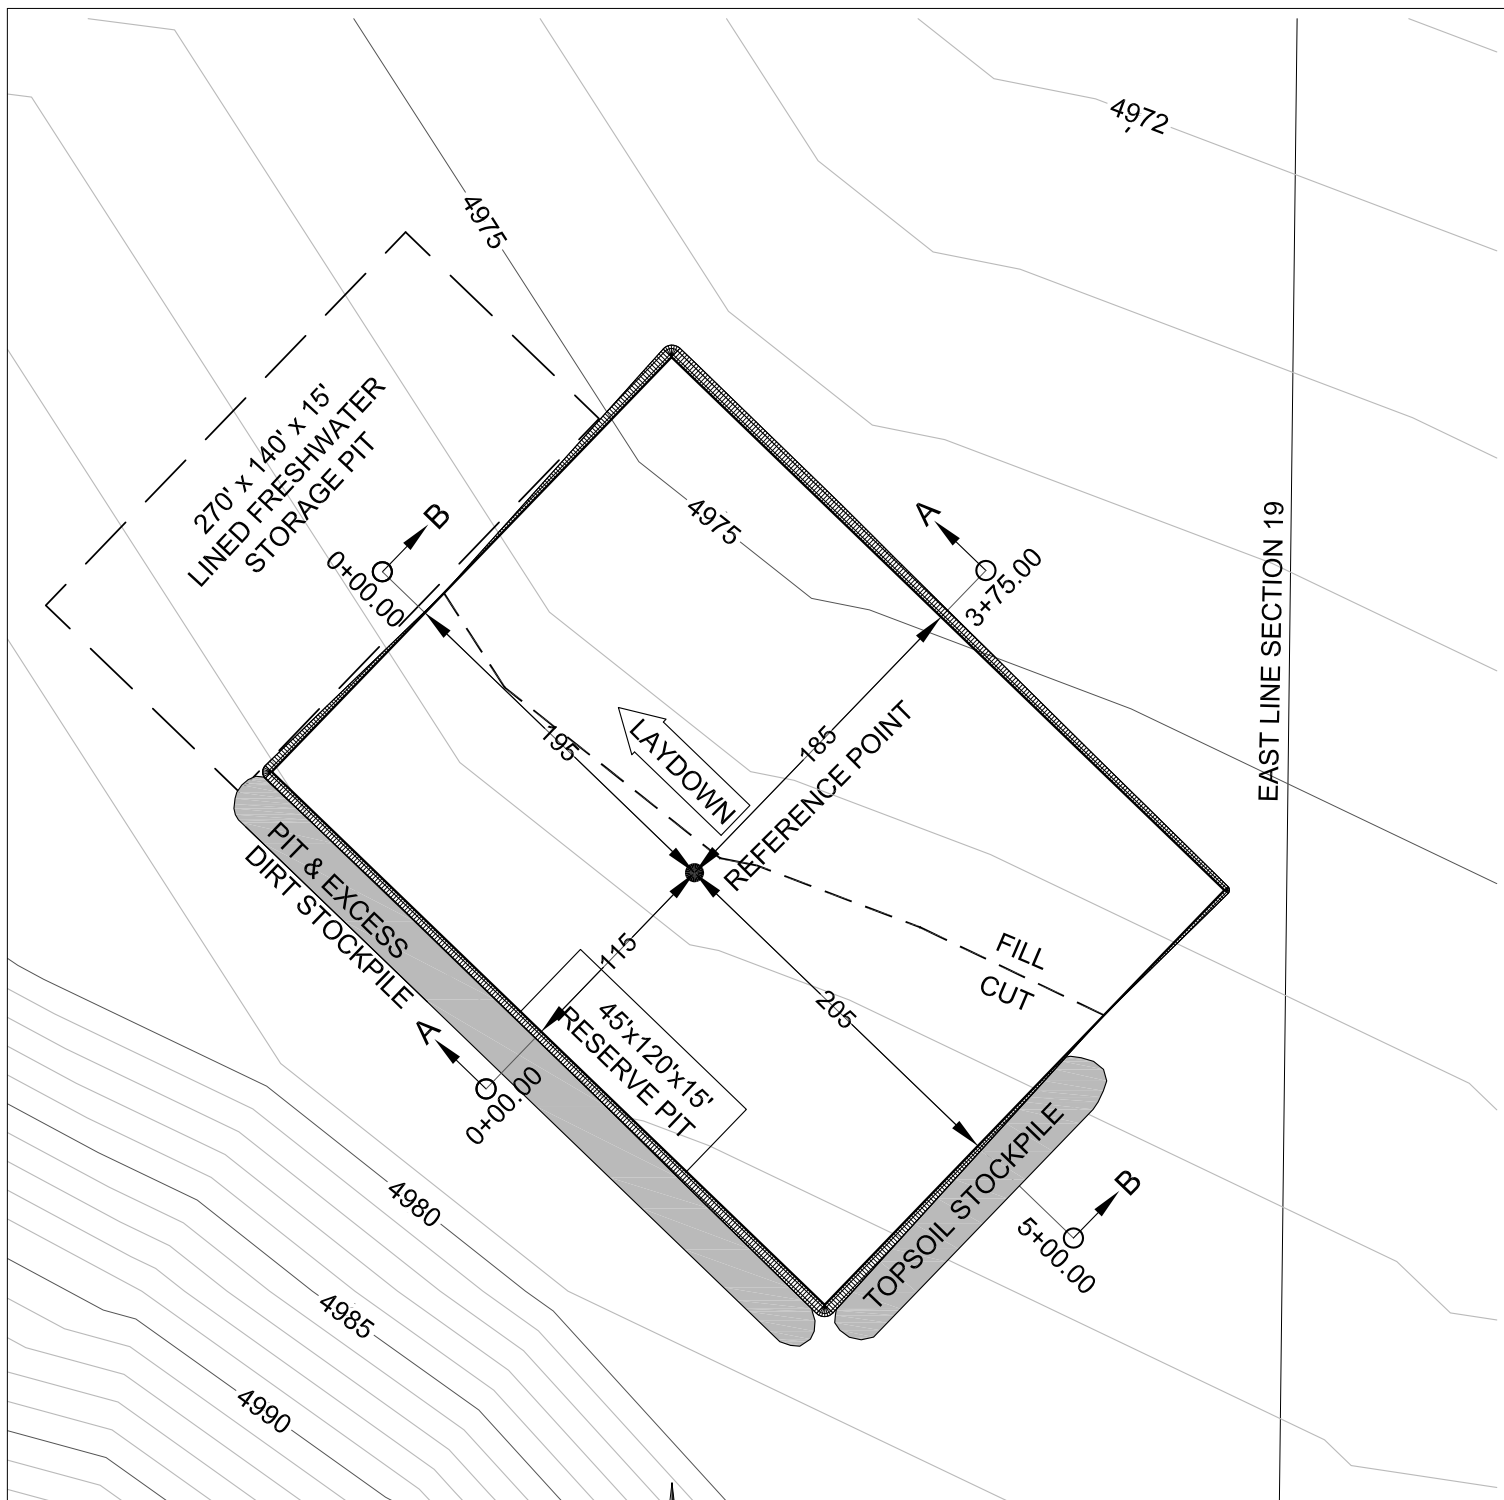 4972
4975
270' x 140' x 15'
LINED FRESHWATER
STORAGE PIT
B
0+00.00
4975
A
3+75.00
EAST LINE SECTION 19
195
LAYDOWN
185
REFERENCE POINT
PIT & EXCESS
DIRT STOCKPILE
115
FILL
CUT
205
45'x120'x15'
RESERVE PIT
A
0+00.00
TOPSOIL STOCKPILE
B
5+00.00
4980
4985
4990